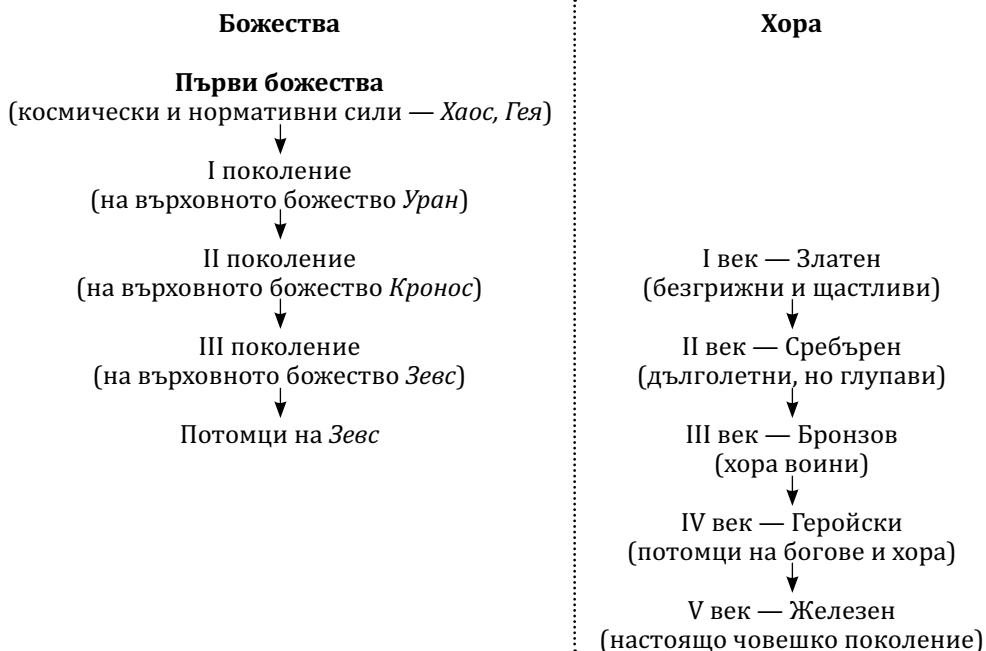 Божества
Първи божества
(космически и нормативни сили — Хаос, Гея)
I поколение
(на върховното божество Уран)
II поколение
(на върховното божество Кронос)
III поколение
(на върховното божество Зевс)
Потомци на Зевс
Хора
I век — Златен
(безгрижни и щастливи)
II век — Сребърен
(дълголетни, но глупави)
III век — Бронзов
(хора воини)
IV век — Геройски
(потомци на богове и хора)
V век — Железен
(настоящо човешко поколение)